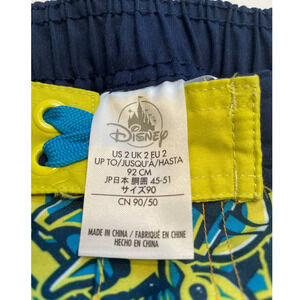 DISNEY
US 2 UK 2 EU 2
UP TO/JUSQU'À/HASTA
92 CM
JP日本 胴囲 45-51
サイズ90
CN 90/50
MADE IN CHINA / FABRIQUÉ EN CHINE
HECHO EN CHINA